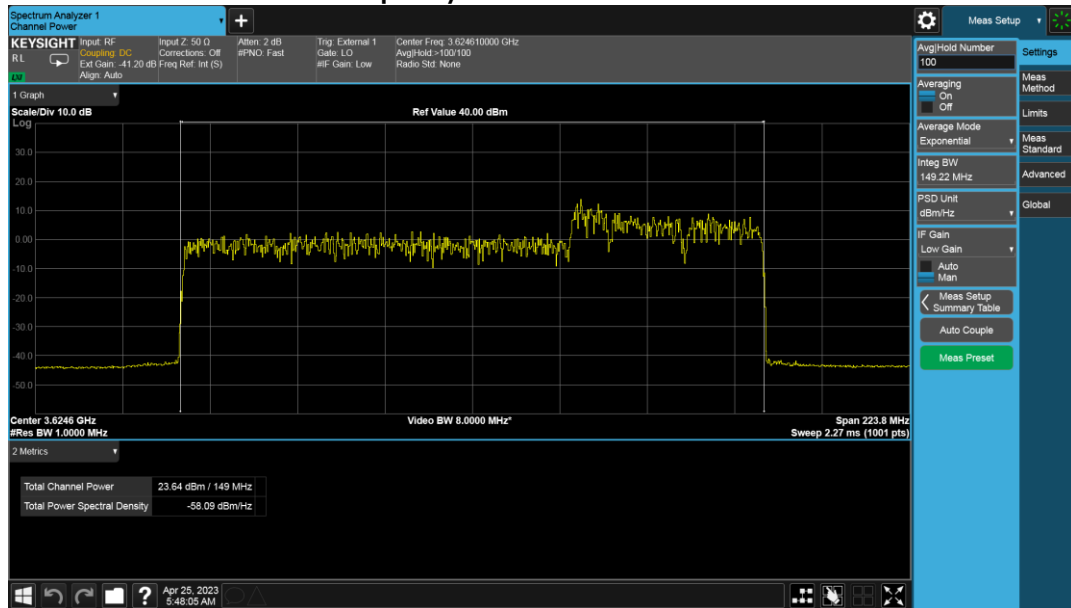 Spectrum Analyzer 1
Channel Power
Meas Setup
KEYSIGHT
RL
LXI
Input: RF
Coupling: DC
Ext Gain: -41.20 dB
Align: Auto
Input Z: 50 Ω
Corrections: Off
Freq Ref: Int (S)
Atten: 2 dB
#PNO: Fast
Trig: External 1
Gate: LO
#IF Gain: Low
Center Freq: 3.624610000 GHz
Avg|Hold:>100/100
Radio Std: None
1 Graph
Scale/Div 10.0 dB
Ref Value 40.00 dBm
Log
30.0
20.0
10.0
0.00
-10.0
-20.0
-30.0
-40.0
-50.0
Center 3.6246 GHz
#Res BW 1.0000 MHz
Video BW 8.0000 MHz*
Span 223.8 MHz
Sweep 2.27 ms (1001 pts)
2 Metrics
Total Channel Power 23.64 dBm / 149 MHz
Total Power Spectral Density -58.09 dBm/Hz
Avg|Hold Number
100
Averaging
On
Off
Average Mode
Exponential
Integ BW
149.22 MHz
PSD Unit
dBm/Hz
IF Gain
Low Gain
Auto
Man
Meas Setup
Summary Table
Auto Couple
Meas Preset
Settings
Meas
Method
Limits
Meas
Standard
Advanced
Global
Apr 25, 2023
5:48:05 AM